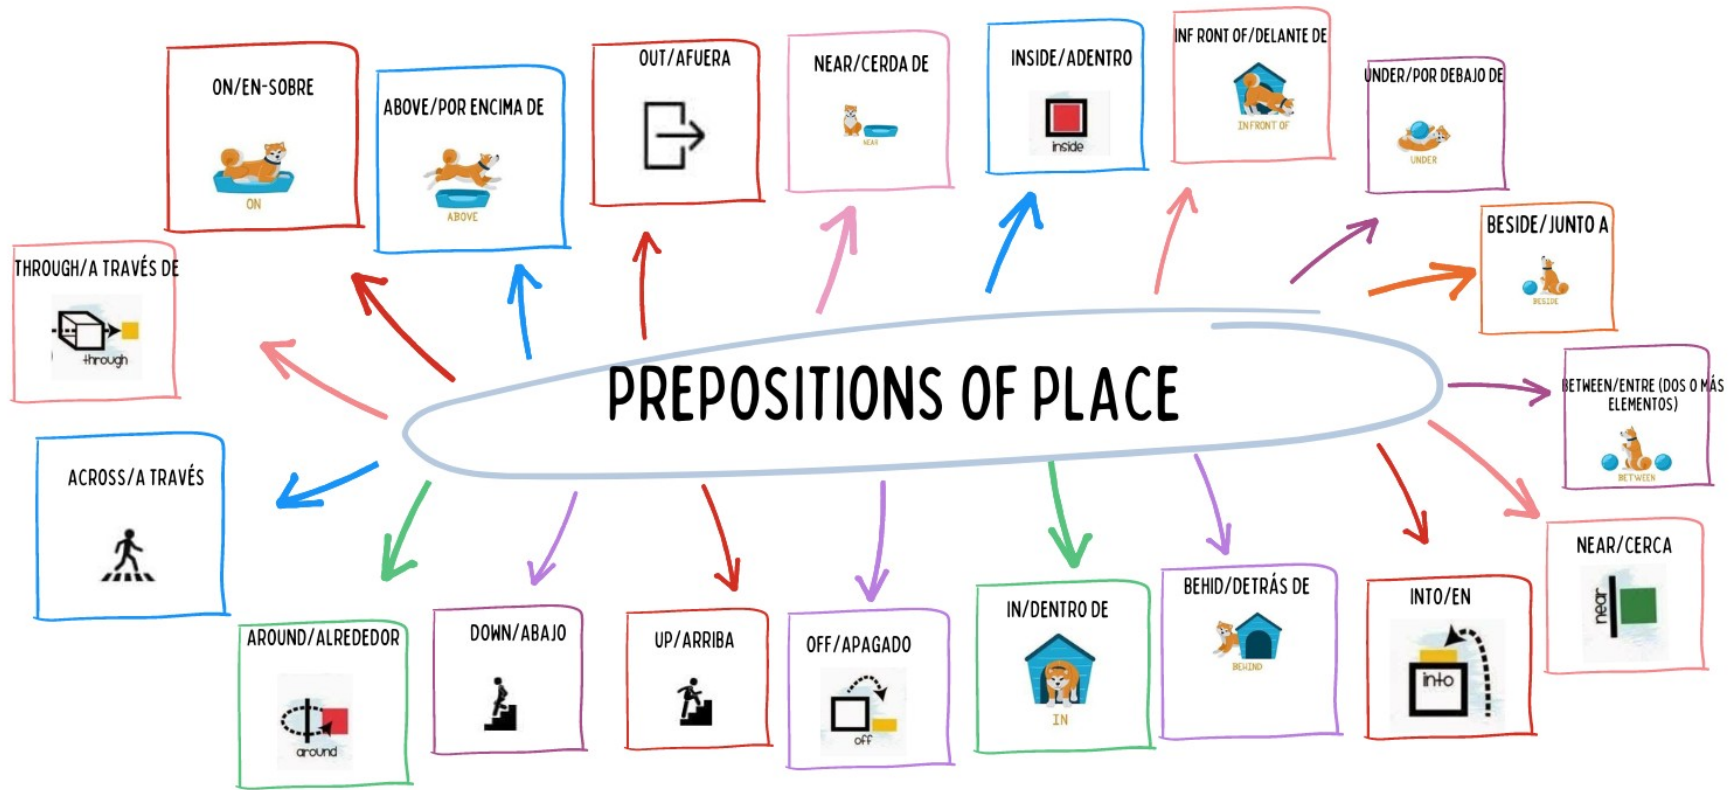 ON/EN-SOBRE
ON
ABOVE/POR ENCIMA DE
ABOVE
OUT/AFUERA
NEAR/CERDA DE
NEAR
INSIDE/ADENTRO
inside
INF RONT OF/DELANTE DE
IN FRONT OF
UNDER/POR DEBAJO DE
UNDER
BESIDE/JUNTO A
BESIDE
THROUGH/A TRAVÉS DE
through
PREPOSITIONS OF PLACE
BETWEEN/ENTRE (DOS O MÁS
ELEMENTOS)
BETWEEN
ACROSS/A TRAVÉS
AROUND/ALREDEDOR
around
DOWN/ABAJO
UP/ARRIBA
OFF/APAGADO
off
IN/DENTRO DE
IN
BEHID/DETRÁS DE
BEHIND
INTO/EN
into
NEAR/CERCA
near